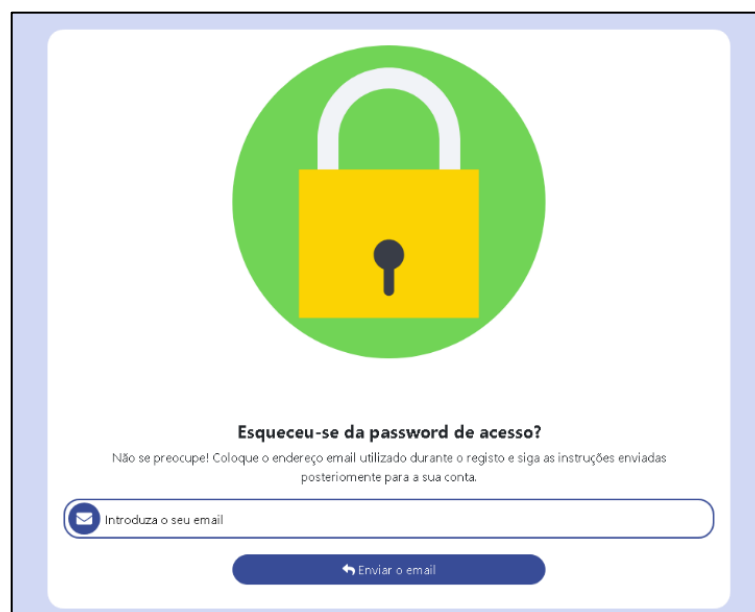 Esqueceu-se da password de acesso?
Não se preocupe! Coloque o endereço email utilizado durante o registo e siga as instruções enviadas
posteriormente para a sua conta.
Introduza o seu email
Enviar o email